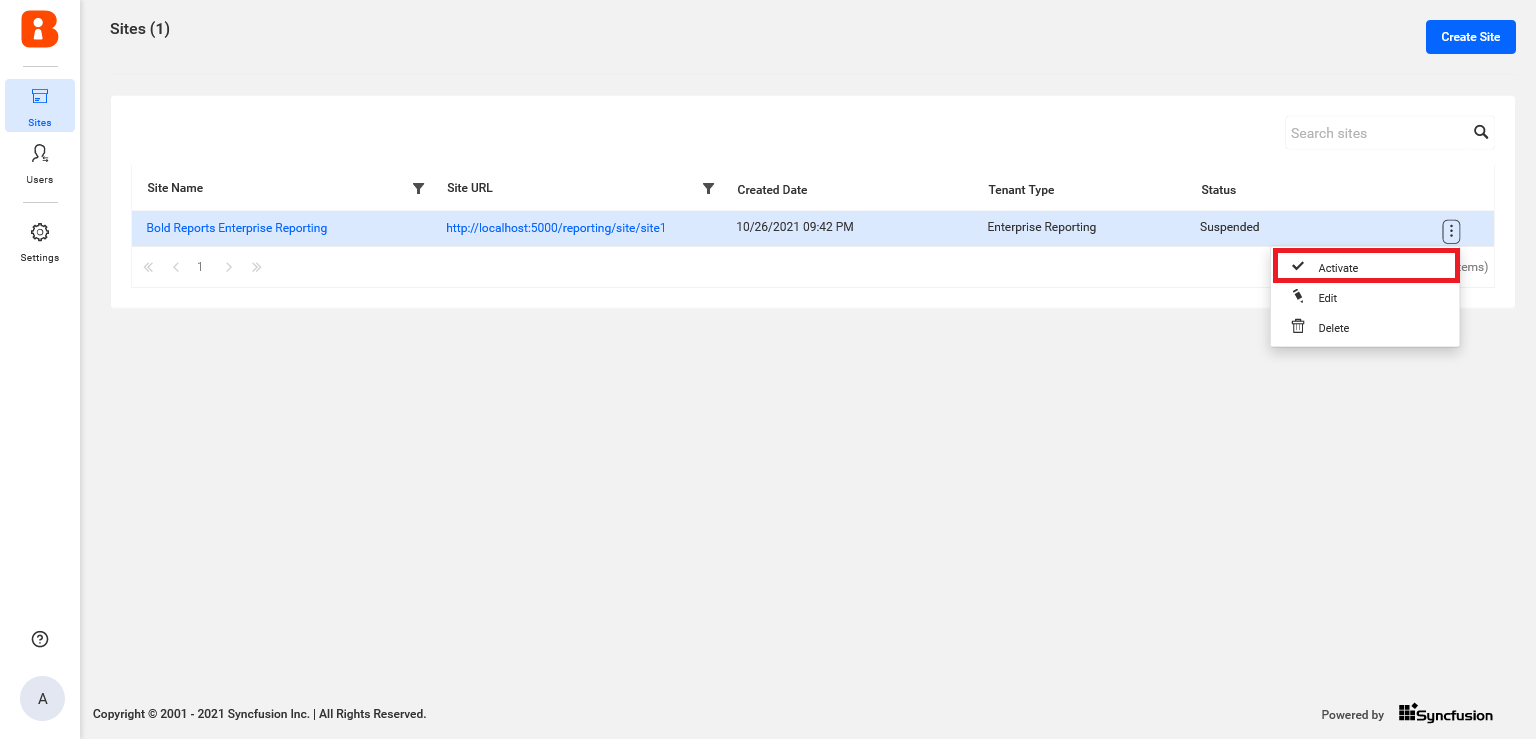 Sites (1)
Create Site
Sites
Users
Settings
Search sites
Site Name
Site URL
Created Date
Tenant Type
Status
Bold Reports Enterprise Reporting
http://localhost:5000/reporting/site/site1
10/26/2021 09:42 PM
Enterprise Reporting
Suspended
1
Activate
Edit
Delete
A
Copyright © 2001 - 2021 Syncfusion Inc. | All Rights Reserved.
Powered by
Syncfusion